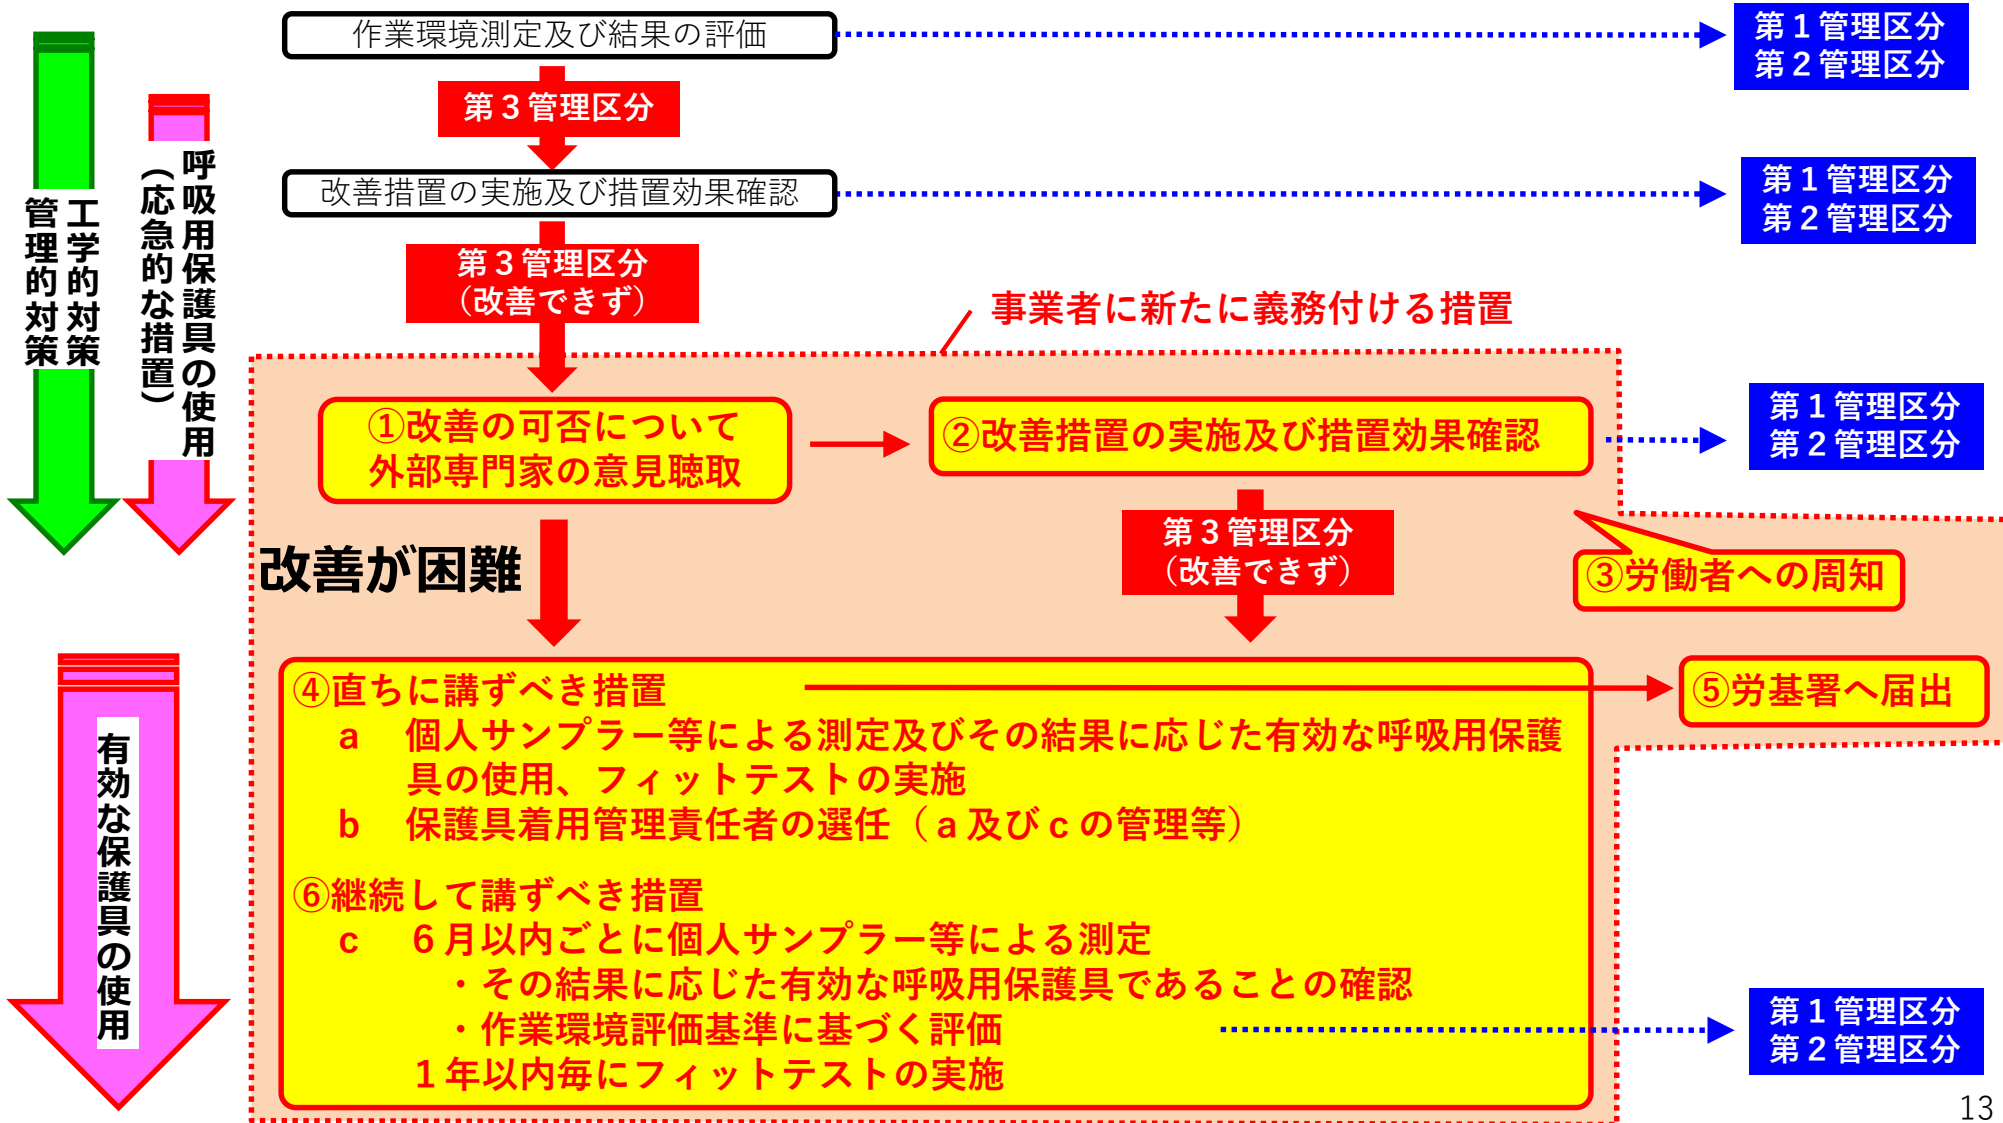 作業環境測定及び結果の評価
第1管理区分
第2管理区分
第3管理区分
改善措置の実施及び措置効果確認
第1管理区分
第2管理区分
第3管理区分
（改善できず）
工学的対策
管理的対策
呼吸用保護具の使用
（応急的な措置）
事業者に新たに義務付ける措置
①改善の可否について
外部専門家の意見聴取
②改善措置の実施及び措置効果確認
第1管理区分
第2管理区分
改善が困難
第3管理区分
（改善できず）
③労働者への周知
④直ちに講ずべき措置
a 個人サンプラー等による測定及びその結果に応じた有効な呼吸用保護
具の使用、フィットテストの実施
b 保護具着用管理責任者の選任（a及びcの管理等）
⑤労基署へ届出
有効な保護具の使用
⑥継続して講ずべき措置
c 6月以内ごとに個人サンプラー等による測定
・その結果に応じた有効な呼吸用保護具であることの確認
・作業環境評価基準に基づく評価
1年以内毎にフィットテストの実施
第1管理区分
第2管理区分
13